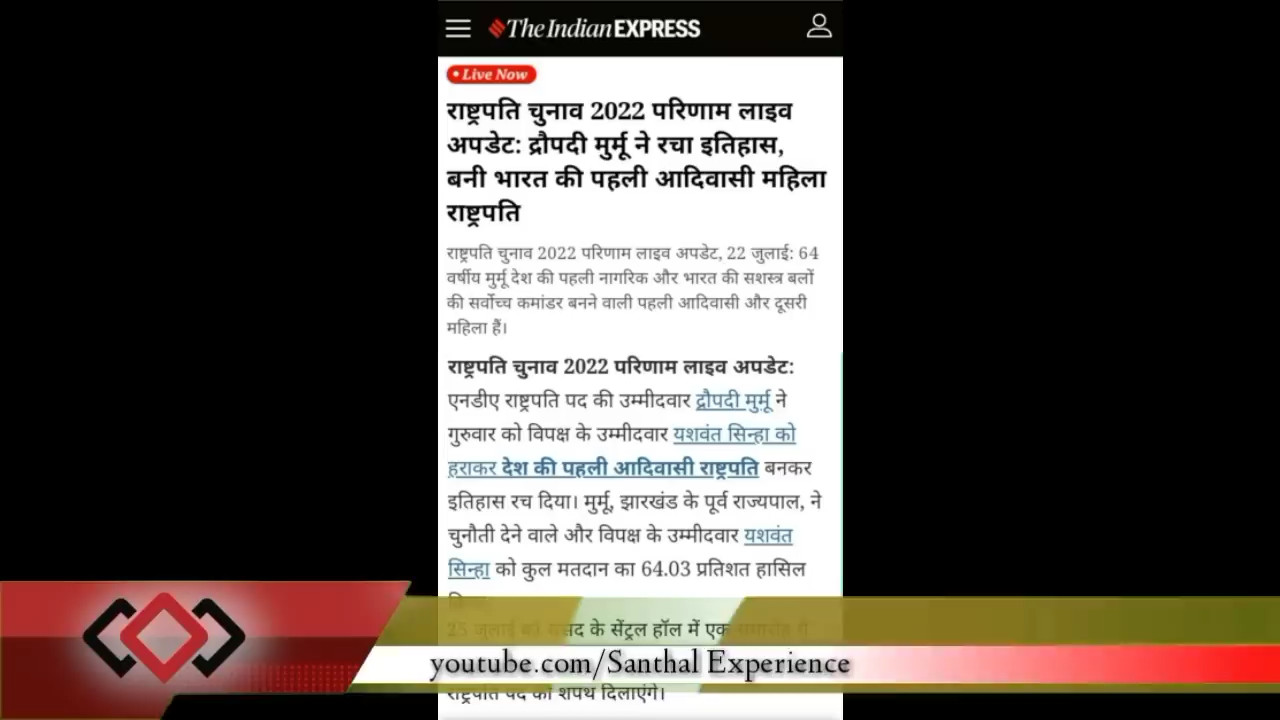 The Indian EXPRESS
• Live Now
राष्ट्रपति चुनाव 2022 परिणाम लाइव
अपडेट: द्रौपदी मुर्मू ने रचा इतिहास,
बनी भारत की पहली आदिवासी महिला
राष्ट्रपति
राष्ट्रपति चुनाव 2022 परिणाम लाइव अपडेट, 22 जुलाई: 64
वर्षीय मुर्मू देश की पहली नागरिक और भारत की सशस्त्र बलों
की सर्वोच्च कमांडर बनने वाली पहली आदिवासी और दूसरी
महिला हैं।
राष्ट्रपति चुनाव 2022 परिणाम लाइव अपडेट:
एनडीए राष्ट्रपति पद की उम्मीदवार द्रौपदी मुर्मू ने
गुरुवार को विपक्ष के उम्मीदवार यशवंत सिन्हा को
हराकर देश की पहली आदिवासी राष्ट्रपति बनकर
इतिहास रच दिया। मुर्मू, झारखंड के पूर्व राज्यपाल, ने
चुनौती देने वाले और विपक्ष के उम्मीदवार यशवंत
सिन्हा को कुल मतदान का 64.03 प्रतिशत हासिल
25 जुलाई को संसद के सेंट्रल हॉल में एक
youtube.com/Santhal Experience
राष्ट्रपति पद की शपथ दिलाएंगे।